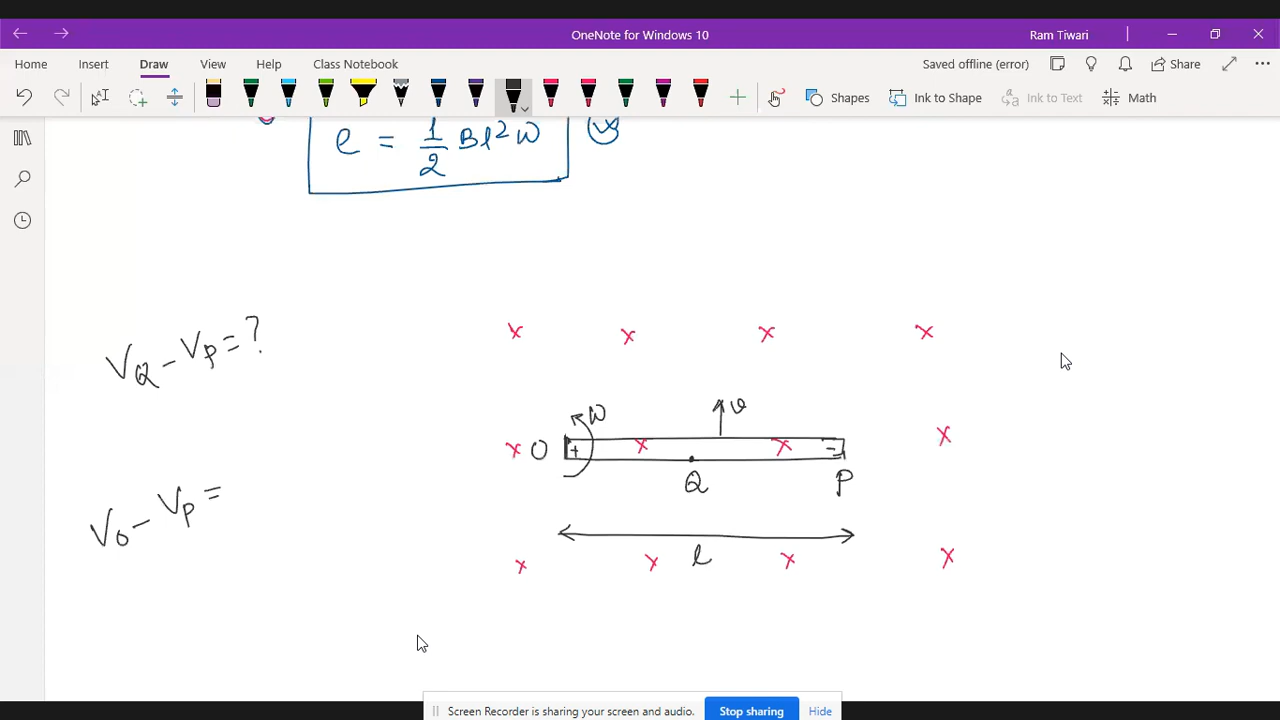 OneNote for Windows 10
Ram Tiwari
Home Insert Draw View Help Class Notebook
Saved offline (error)
Share
Shapes
Ink to Shape
Ink to Text
Math
e = 1/2 Bl²ω
V_Q - V_P = ?
x x x x
ω
v
x O + x x - x
Q P
V_O - V_P =
l
x x x x
Screen Recorder is sharing your screen and audio.
Stop sharing
Hide